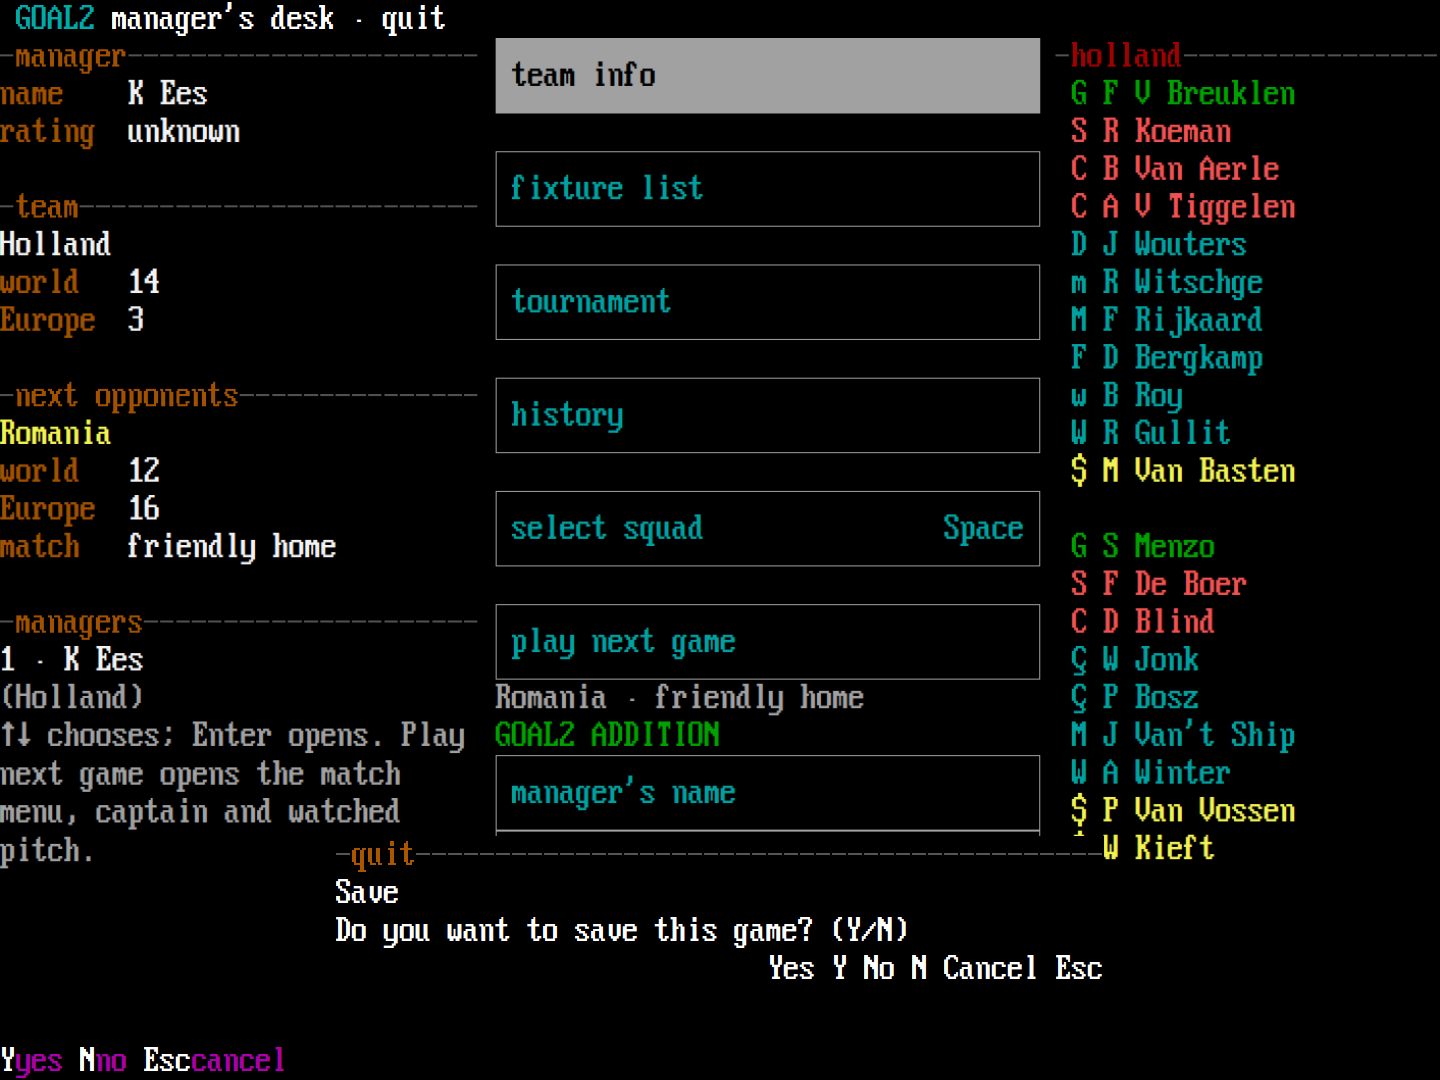 GOAL2 manager's desk · quit
manager
name K Ees
rating unknown
team
Holland
world 14
Europe 3
next opponents
Romania
world 12
Europe 16
match friendly home
managers
1 · K Ees
(Holland)
↑↓ chooses; Enter opens. Play
next game opens the match
menu, captain and watched
pitch.
team info
fixture list
tournament
history
select squad Space
play next game
Romania · friendly home
GOAL2 ADDITION
manager's name
holland
G F V Breuklen
S R Koeman
C B Van Aerle
C A V Tiggelen
D J Wouters
m R Witschge
M F Rijkaard
F D Bergkamp
w B Roy
W R Gullit
$ M Van Basten
G S Menzo
S F De Boer
C D Blind
Ç W Jonk
Ç P Bosz
M J Van't Ship
W A Winter
$ P Van Vossen
W Kieft
quit
Save
Do you want to save this game? (Y/N)
Yes Y No N Cancel Esc
Yyes Nno Esccancel